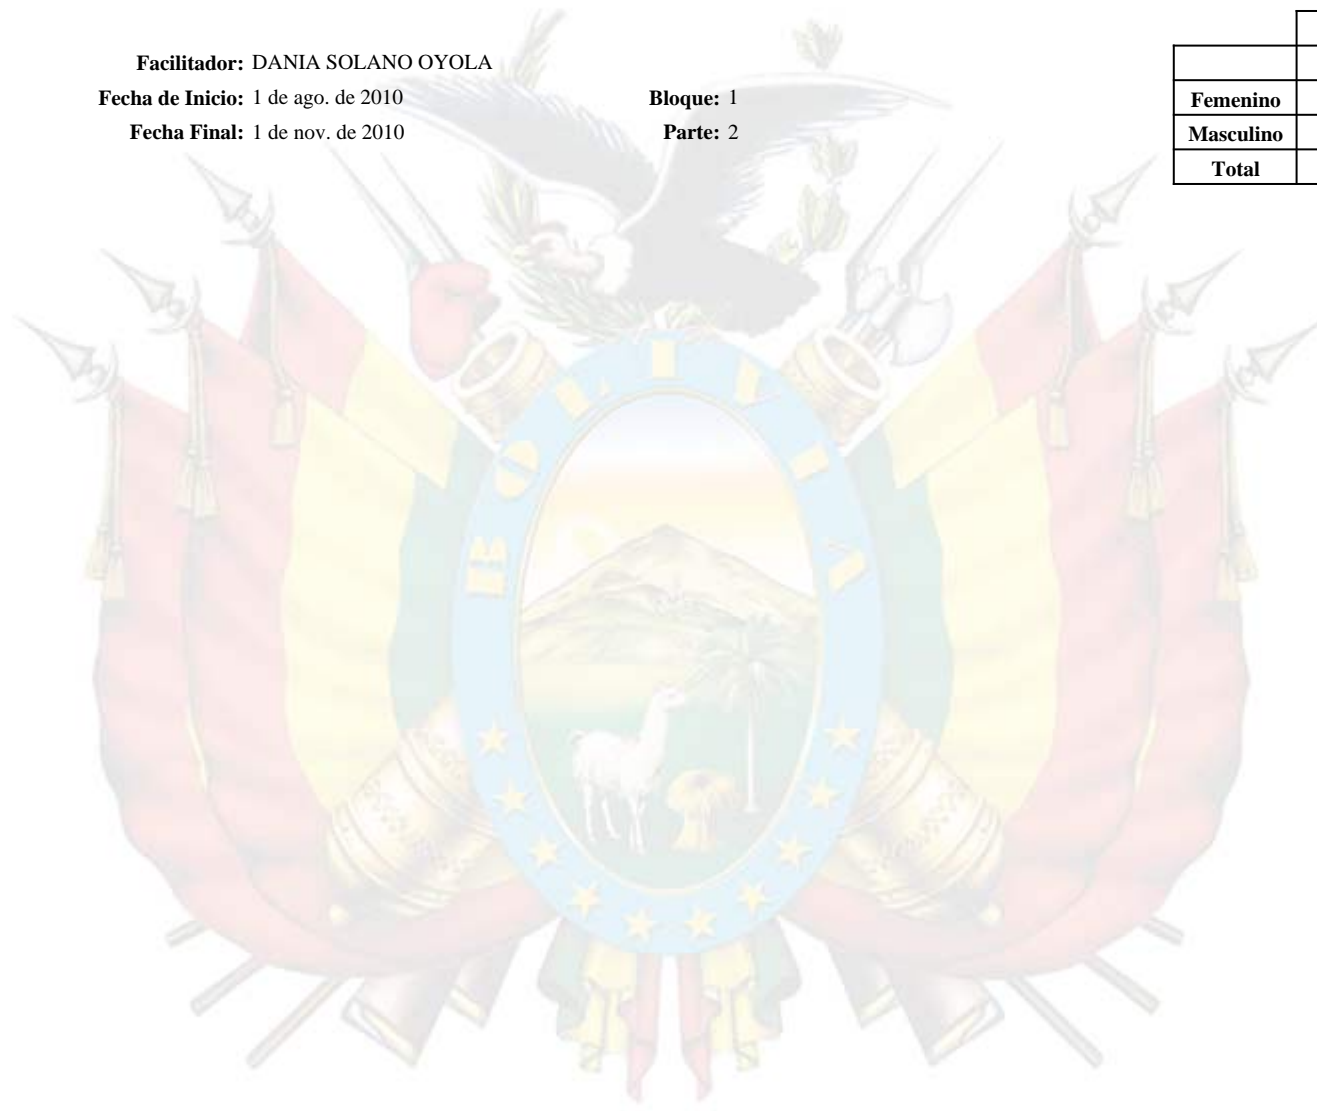 Facilitador: DANIA SOLANO OYOLA
Fecha de Inicio: 1 de ago. de 2010 Bloque: 1
Fecha Final: 1 de nov. de 2010 Parte: 2
Femenino
Masculino
Total
BOLIVIA